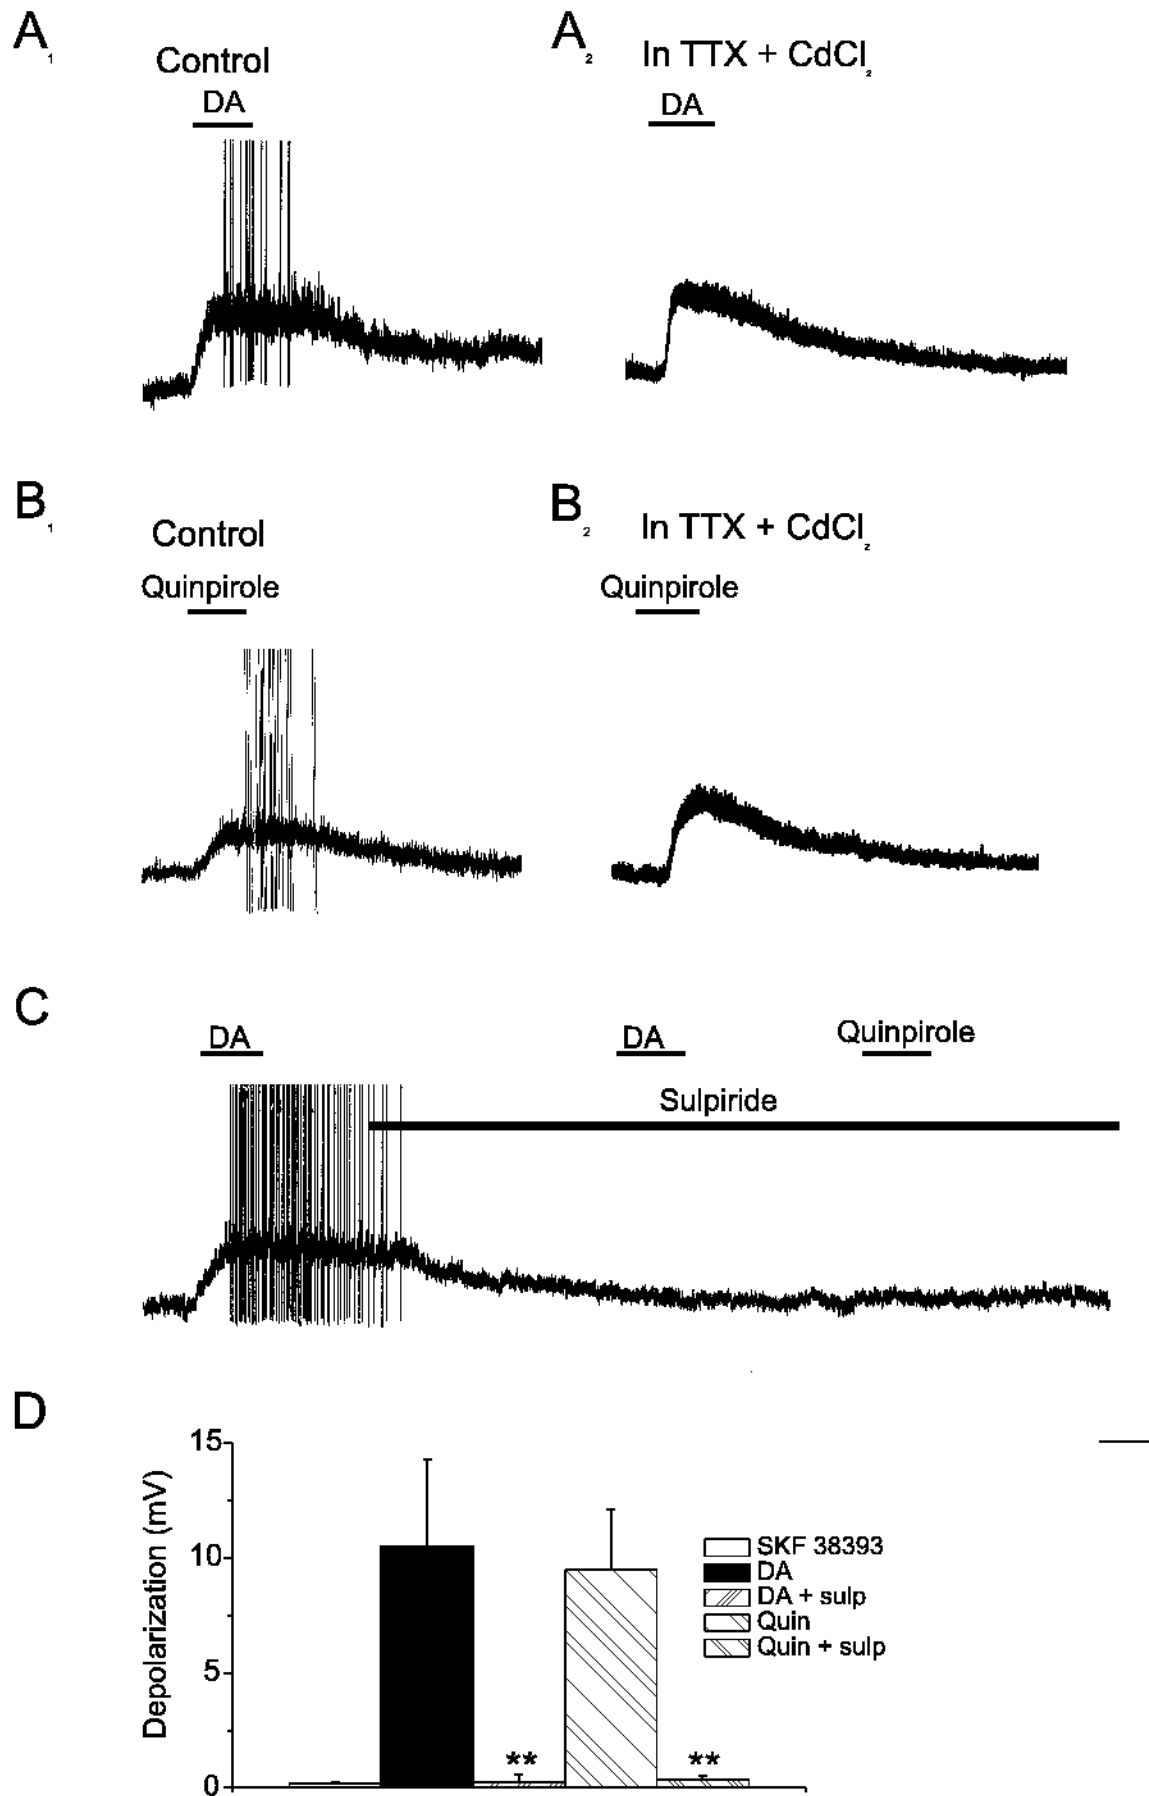 A₁
Control
DA
A₂
In TTX + CdCl₂
DA
B₁
Control
Quinpirole
B₂
In TTX + CdCl₂
Quinpirole
C
DA
DA
Quinpirole
Sulpiride
D
Depolarization (mV)
15
10
5
0
**
**
SKF 38393
DA
DA + sulp
Quin
Quin + sulp